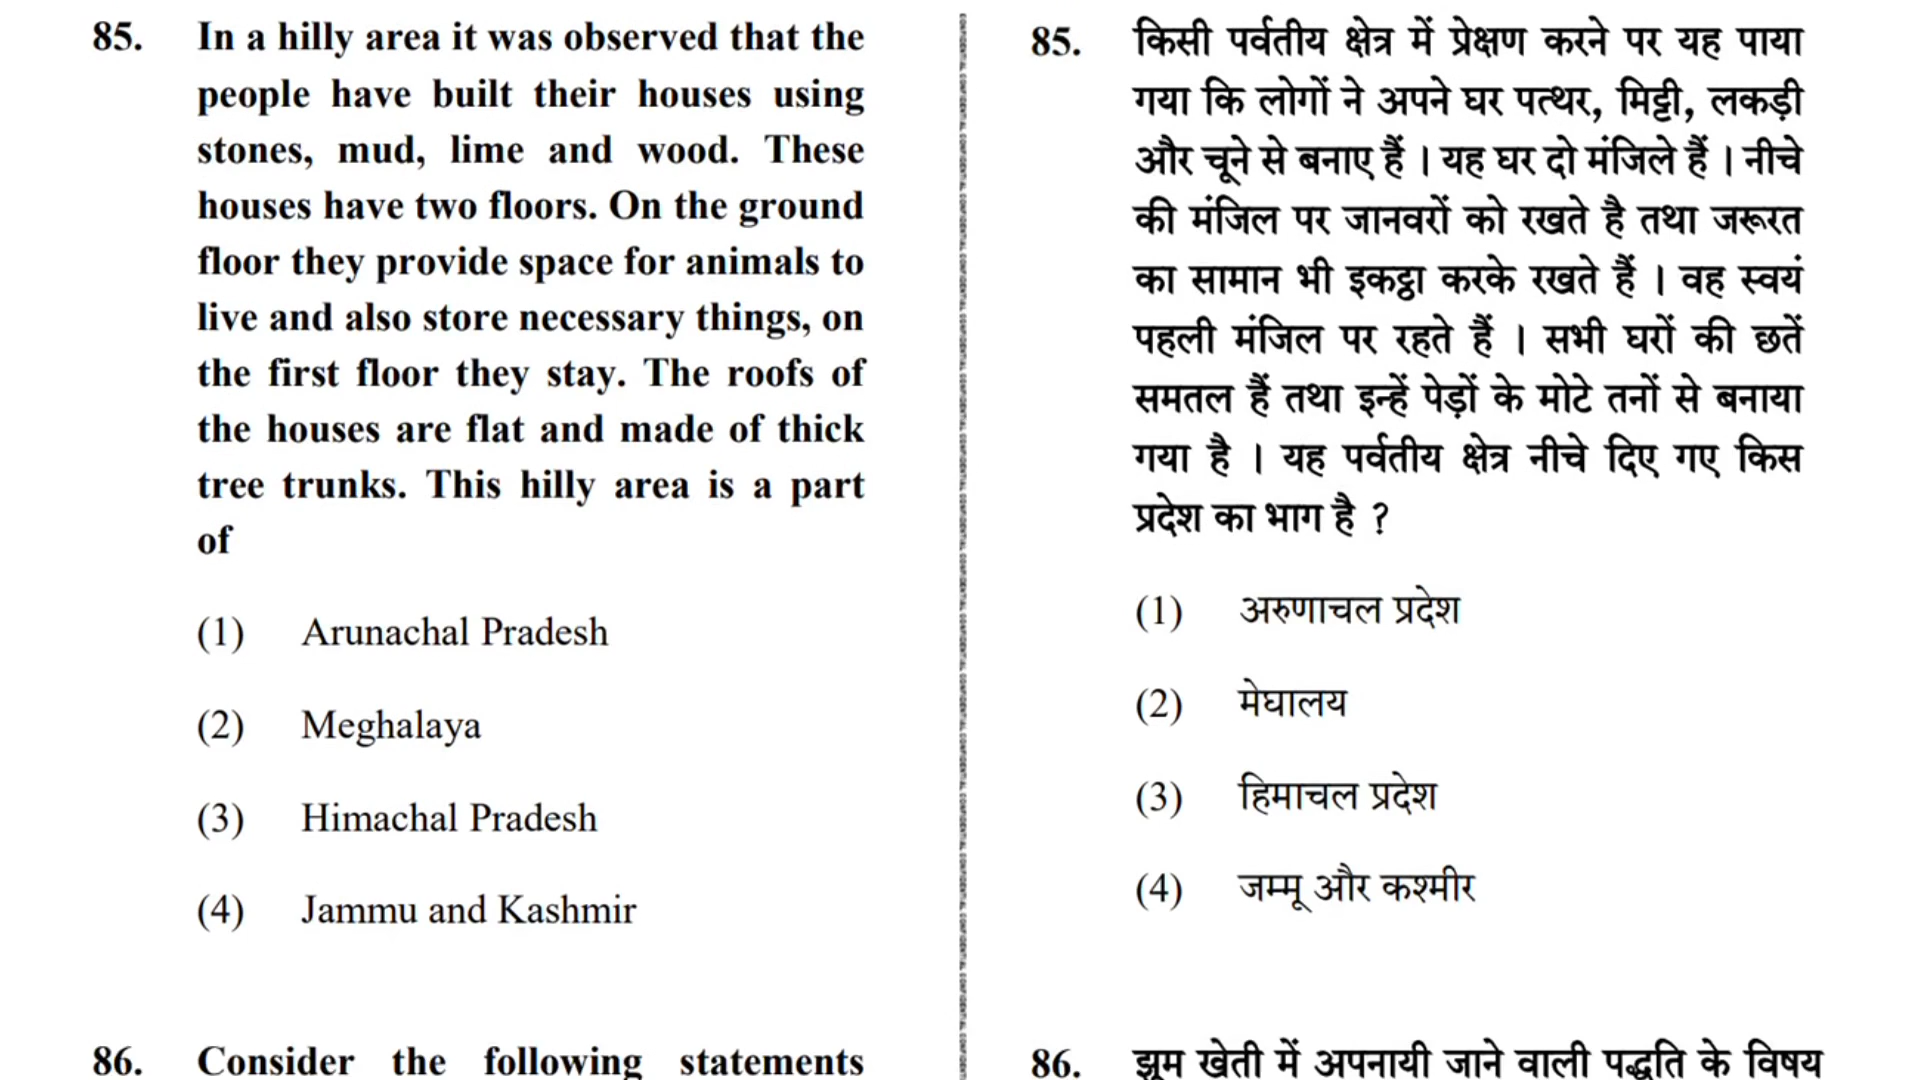 85. In a hilly area it was observed that the
people have built their houses using
stones, mud, lime and wood. These
houses have two floors. On the ground
floor they provide space for animals to
live and also store necessary things, on
the first floor they stay. The roofs of
the houses are flat and made of thick
tree trunks. This hilly area is a part
of
(1) Arunachal Pradesh
(2) Meghalaya
(3) Himachal Pradesh
(4) Jammu and Kashmir
86. Consider the following statements
85. किसी पर्वतीय क्षेत्र में प्रेक्षण करने पर यह पाया
गया कि लोगों ने अपने घर पत्थर, मिट्टी, लकड़ी
और चूने से बनाए हैं । यह घर दो मंजिले हैं । नीचे
की मंजिल पर जानवरों को रखते है तथा जरूरत
का सामान भी इकट्ठा करके रखते हैं । वह स्वयं
पहली मंजिल पर रहते हैं । सभी घरों की छतें
समतल हैं तथा इन्हें पेड़ों के मोटे तनों से बनाया
गया है । यह पर्वतीय क्षेत्र नीचे दिए गए किस
प्रदेश का भाग है ?
(1) अरुणाचल प्रदेश
(2) मेघालय
(3) हिमाचल प्रदेश
(4) जम्मू और कश्मीर
86. झूम खेती में अपनायी जाने वाली पद्धति के विषय